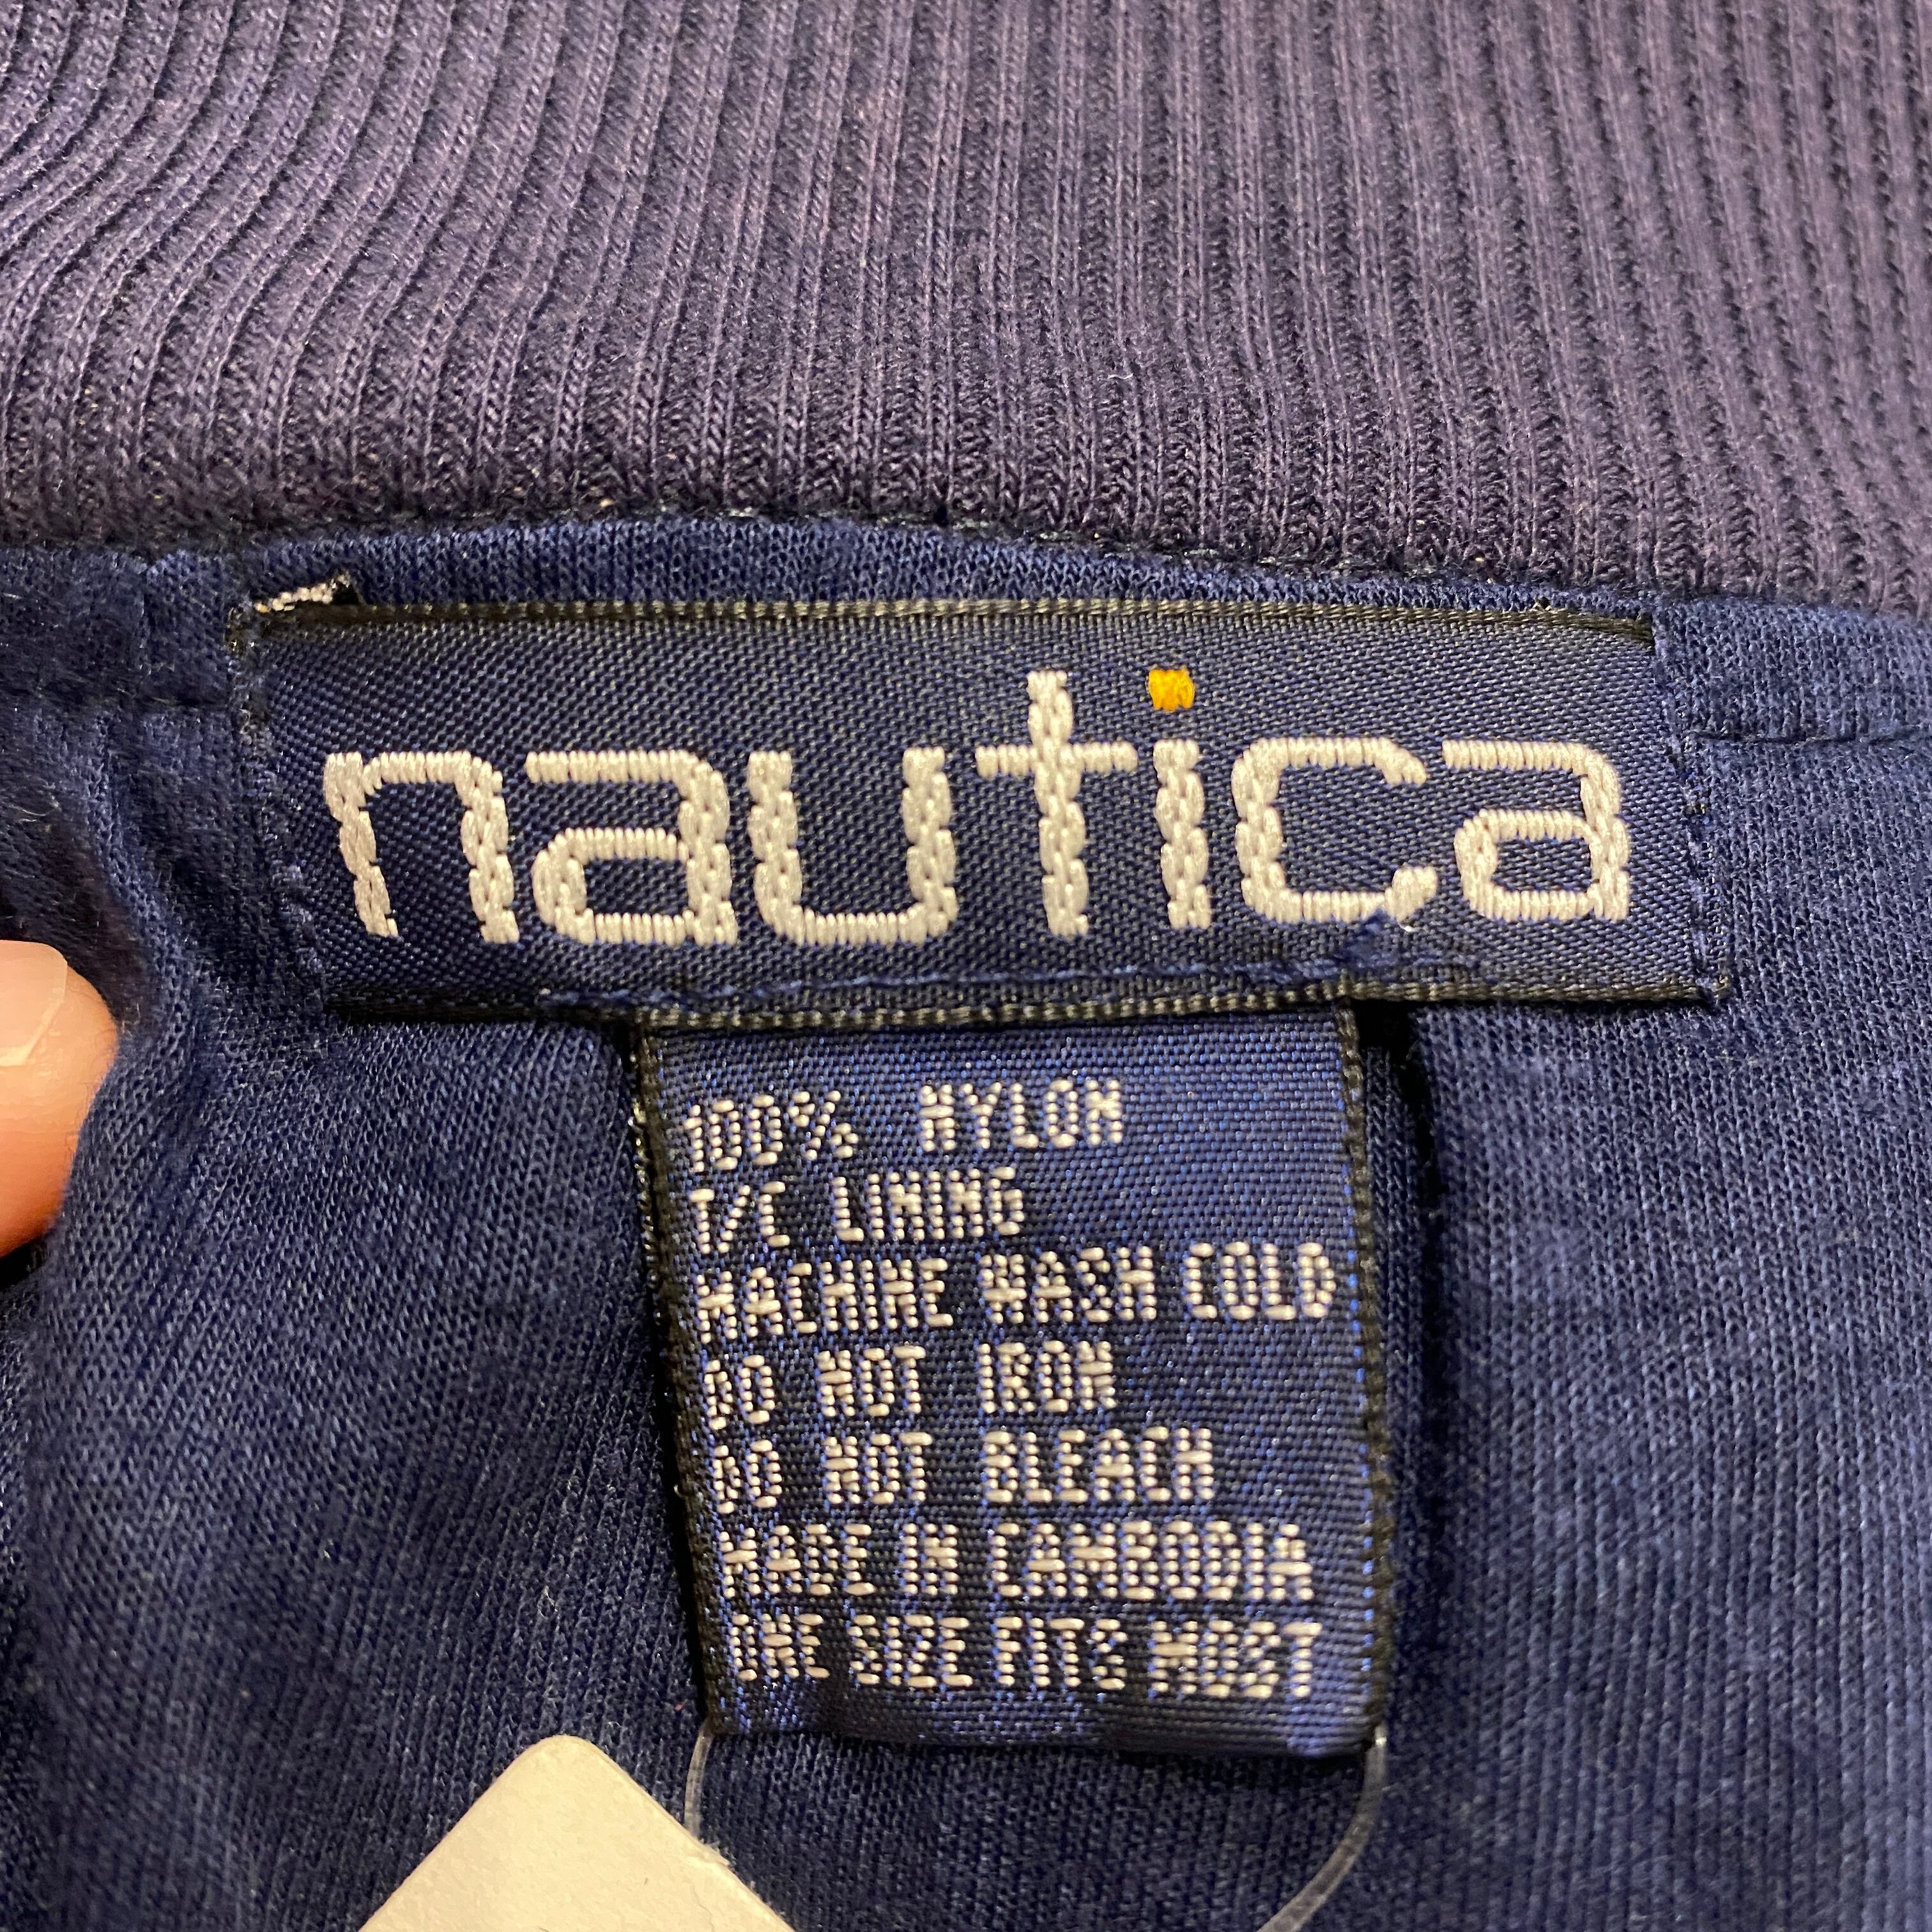 nautica
100% NYLON
T/C LINING
MACHINE WASH COLD
DO NOT IRON
DO NOT BLEACH
MADE IN CAMBODIA
ONE SIZE FITS MOST